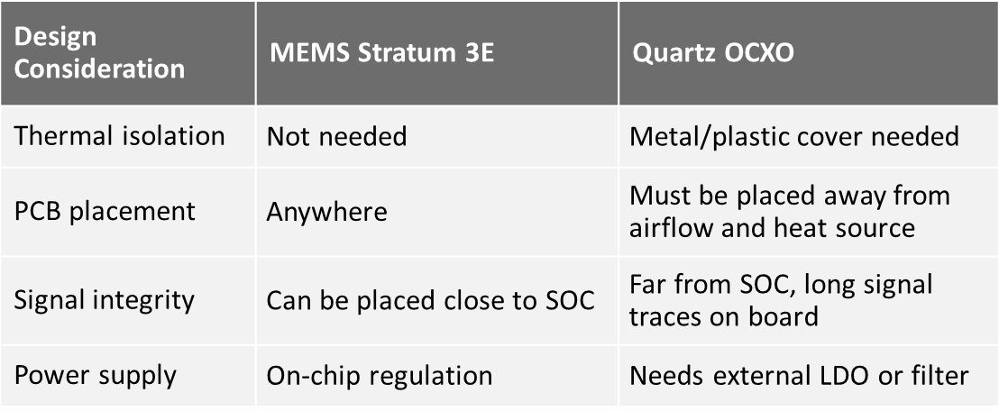 Design
Consideration
MEMS Stratum 3E
Quartz OCXO
Thermal isolation
Not needed
Metal/plastic cover needed
PCB placement
Anywhere
Must be placed away from
airflow and heat source
Signal integrity
Can be placed close to SOC
Far from SOC, long signal
traces on board
Power supply
On-chip regulation
Needs external LDO or filter